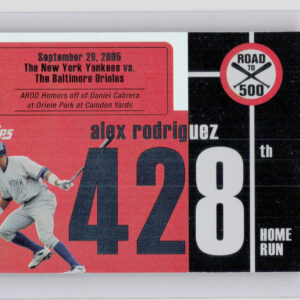 September 28, 2005
The New York Yankees vs.
The Baltimore Orioles
AROD Homers off of Daniel Cabrera
at Oriole Park at Camden Yards
ROAD TO
500
alex rodriguez
428
th
HOME
RUN